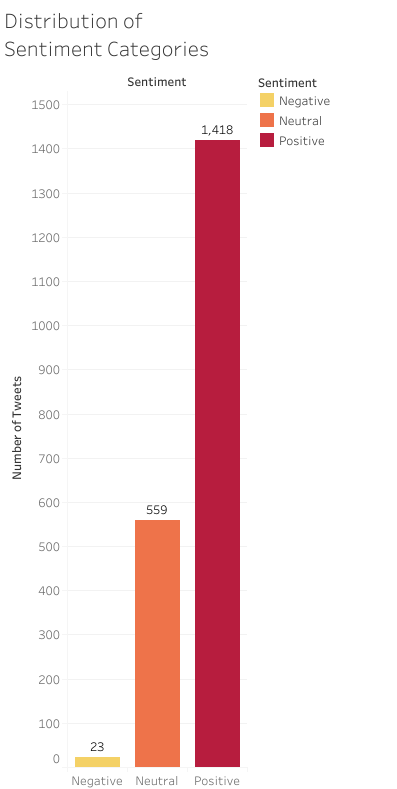 Distribution of
Sentiment Categories
Sentiment
Sentiment
Negative
Neutral
Positive
Number of Tweets
1500
1400
1300
1200
1100
1000
900
800
700
600
500
400
300
200
100
0
1,418
559
23
Negative
Neutral
Positive